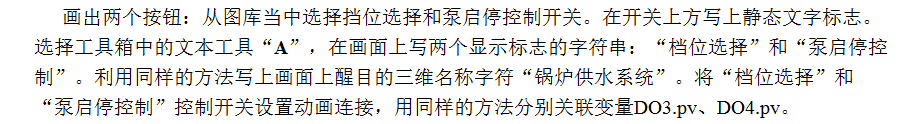 画出两个按钮：从图库当中选择挡位选择和泵启停控制开关。在开关上方写上静态文字标志。
选择工具箱中的文本工具“A”，在画面上写两个显示标志的字符串：“档位选择”和“泵启停控
制”。利用同样的方法写上画面上醒目的三维名称字符“锅炉供水系统”。将“档位选择”和
“泵启停控制”控制开关设置动画连接，用同样的方法分别关联变量DO3.pv、DO4.pv。